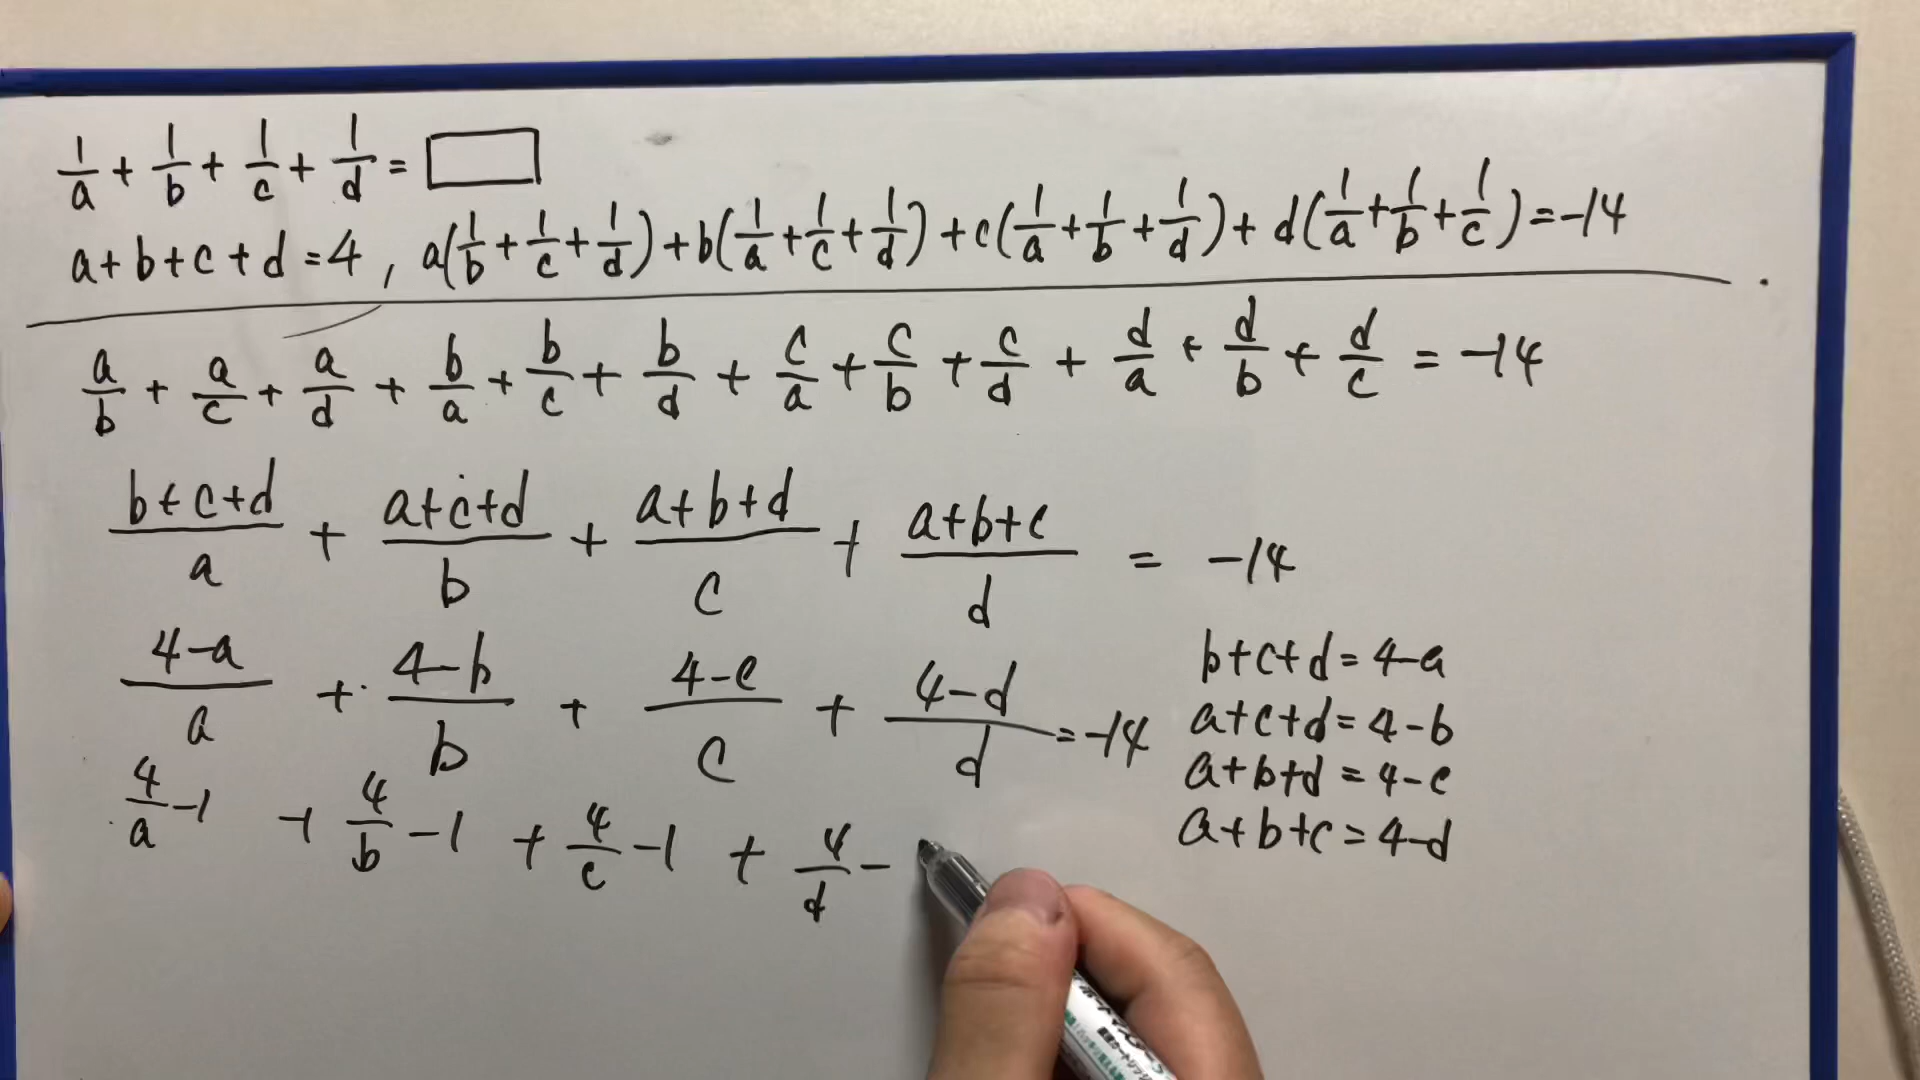 1/a + 1/b + 1/c + 1/d = □
a+b+c+d=4, a(1/b+1/c+1/d)+b(1/a+1/c+1/d)+c(1/a+1/b+1/d)+d(1/a+1/b+1/c)=-14
a/b + a/c + a/d + b/a + b/c + b/d + c/a + c/b + c/d + d/a + d/b + d/c = -14
(b+c+d)/a + (a+c+d)/b + (a+b+d)/c + (a+b+c)/d = -14
(4-a)/a + (4-b)/b + (4-c)/c + (4-d)/d = -14
b+c+d=4-a
a+c+d=4-b
a+b+d=4-c
a+b+c=4-d
4/a-1 + 4/b-1 + 4/c-1 + 4/d-